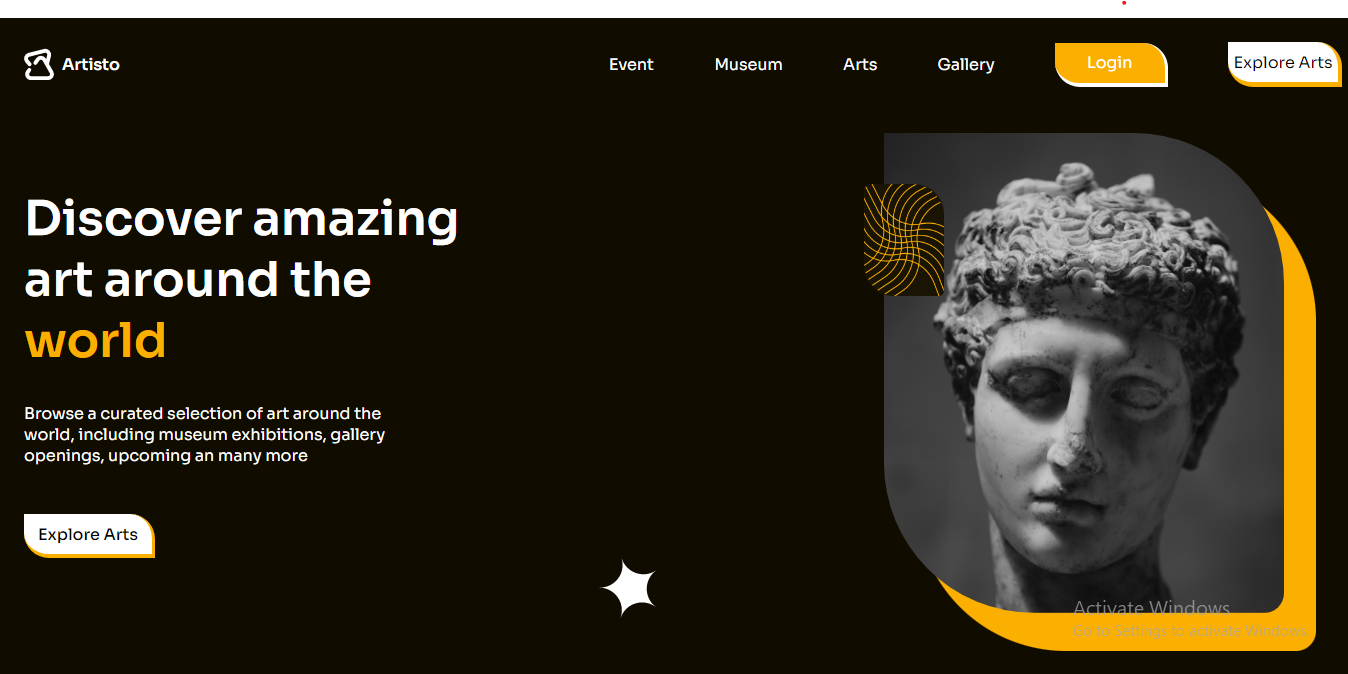 Artisto
Event
Museum
Arts
Gallery
Login
Explore Arts
Discover amazing
art around the
world
Browse a curated selection of art around the
world, including museum exhibitions, gallery
openings, upcoming an many more
Explore Arts
Activate Windows
Go to Settings to activate Windows.